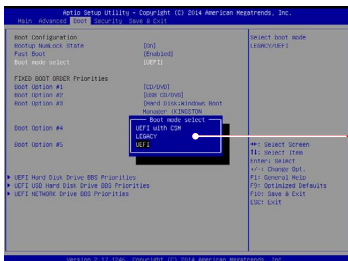 Aptio Setup Utility - Copyright (C) 2014 American Megatrends, Inc.
Main Advanced Boot Security Save & Exit
Boot Configuration
Bootup NumLock State [On]
Fast Boot [Enabled]
Boot mode select [UEFI]
FIXED BOOT ORDER Priorities
Boot Option #1 [CD/DVD]
Boot Option #2 [USB CD/DVD]
Boot Option #3 [Hard Disk:Windows Boot
Manager (KINGSTON
Boot mode select
UEFI with CSM
LEGACY
UEFI
Boot Option #4
Boot Option #5
UEFI Hard Disk Drive BBS Priorities
UEFI USB Hard Disk Drive BBS Priorities
UEFI NETWORK Drive BBS Priorities
Select boot mode
LEGACY/UEFI
: Select Screen
: Select Item
Enter: Select
+/-: Change Opt.
F1: General Help
F9: Optimized Defaults
F10: Save & Exit
ESC: Exit
Version 2.17.1246. Copyright (C) 2014 American Megatrends, Inc.